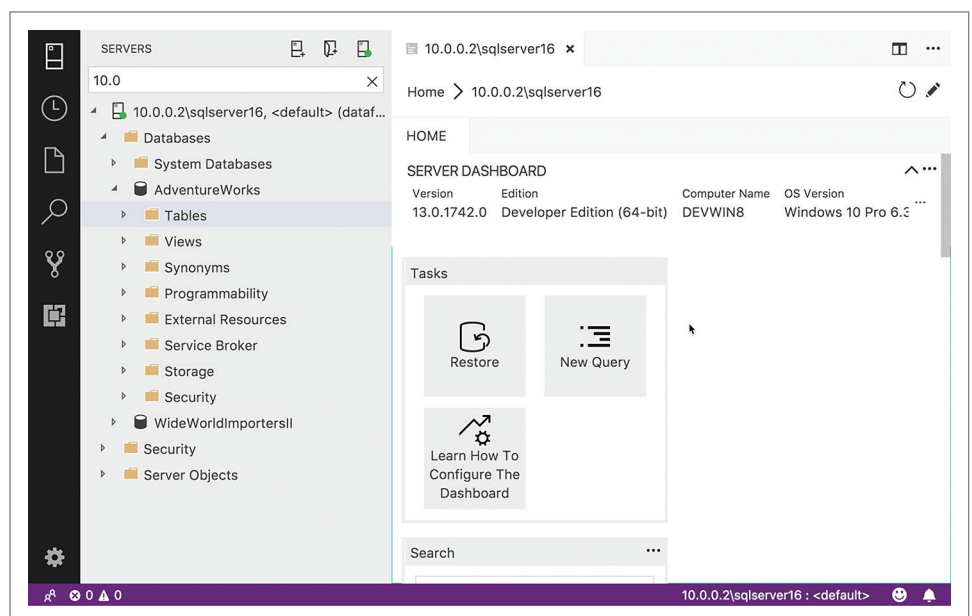 SERVERS
10.0
10.0.0.2\sqlserver16, <default> (dataf...
Databases
System Databases
AdventureWorks
Tables
Views
Synonyms
Programmability
External Resources
Service Broker
Storage
Security
WideWorldImportersII
Security
Server Objects
10.0.0.2\sqlserver16
Home > 10.0.0.2\sqlserver16
HOME
SERVER DASHBOARD
Version Edition Computer Name OS Version
13.0.1742.0 Developer Edition (64-bit) DEVWIN8 Windows 10 Pro 6.3
Tasks
Restore
New Query
Learn How To
Configure The
Dashboard
Search
0 0
10.0.0.2\sqlserver16 : <default>